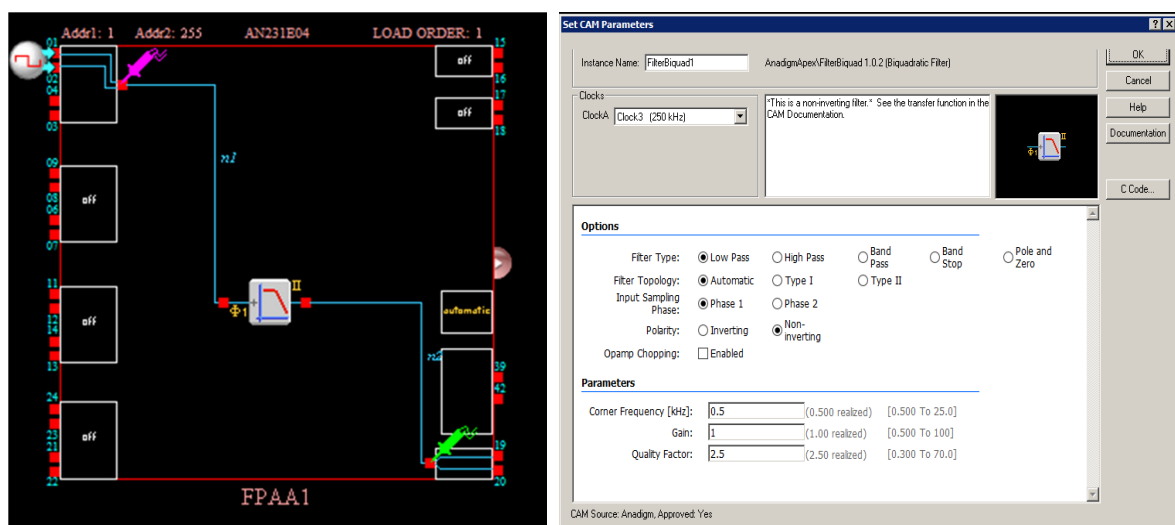 Addr1: 1 Addr2: 255 AN231E04 LOAD ORDER: 1
01
02
04
03
09
08
06
07
11
12
14
13
24
23
21
22
off
off
off
n1
Φ1
II
n2
15
off
16
17
off
18
automatic
39
42
19
20
FPAA1
Set CAM Parameters
Instance Name: FilterBiquad1 AnadigmApex\FilterBiquad 1.0.2 (Biquadratic Filter)
OK
Cancel
Help
Documentation
C Code...
Clocks
ClockA Clock3 (250 kHz)
*This is a non-inverting filter.* See the transfer function in the
CAM Documentation.
Φ1
II
Options
Filter Type: Low Pass High Pass Band Pass Band Stop Pole and Zero
Filter Topology: Automatic Type I Type II
Input Sampling Phase: Phase 1 Phase 2
Polarity: Inverting Non-inverting
Opamp Chopping: Enabled
Parameters
Corner Frequency [kHz]: 0.5 (0.500 realized) [0.500 To 25.0]
Gain: 1 (1.00 realized) [0.500 To 100]
Quality Factor: 2.5 (2.50 realized) [0.300 To 70.0]
CAM Source: Anadigm, Approved: Yes